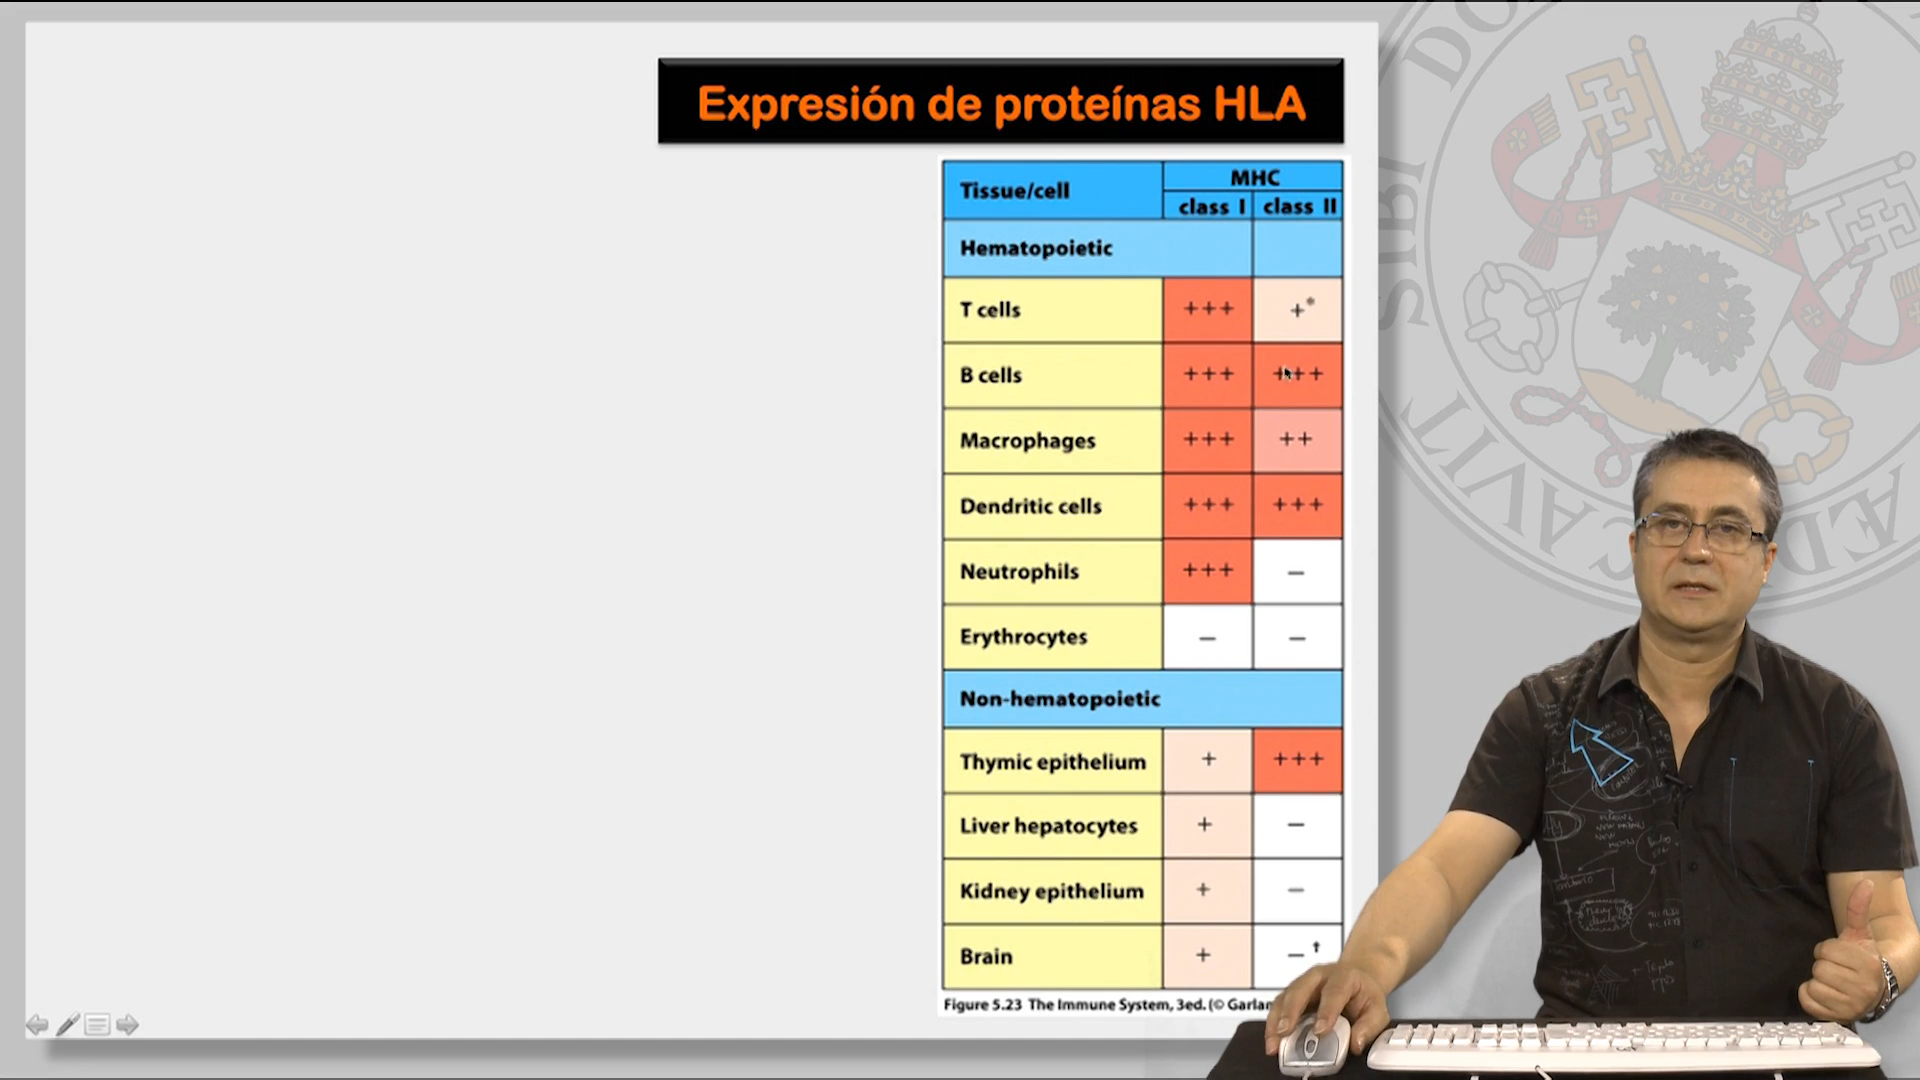 Expresión de proteínas HLA
Tissue/cell
MHC
class I class II
Hematopoietic
T cells +++ +*
B cells +++ +++
Macrophages +++ ++
Dendritic cells +++ +++
Neutrophils +++ −
Erythrocytes − −
Non-hematopoietic
Thymic epithelium + +++
Liver hepatocytes + −
Kidney epithelium + −
Brain + −†
Figure 5.23 The Immune System, 3ed. (©
SIBI